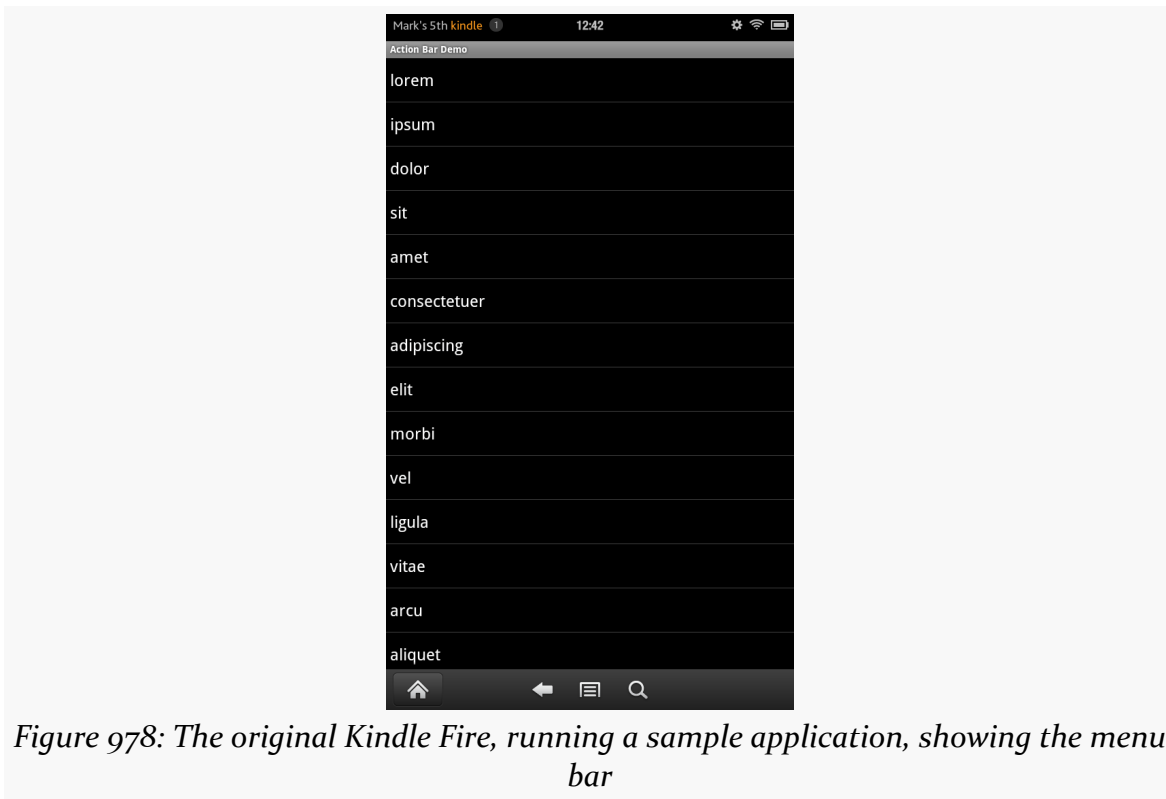 Mark's 5th kindle 1 12:42
Action Bar Demo
lorem
ipsum
dolor
sit
amet
consectetuer
adipiscing
elit
morbi
vel
ligula
vitae
arcu
aliquet
Figure 978: The original Kindle Fire, running a sample application, showing the menu
bar